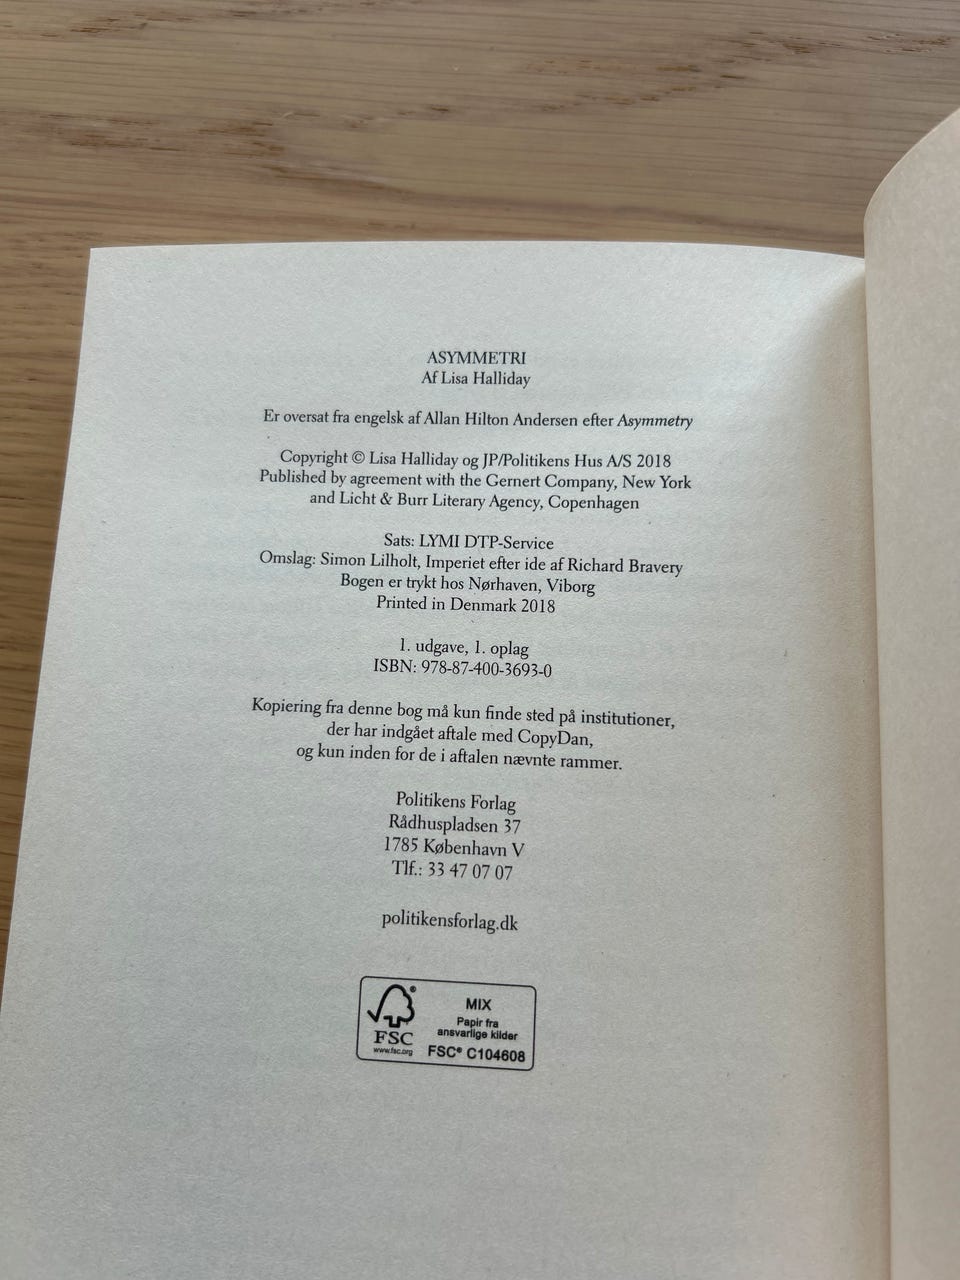 ASYMMETRI
Af Lisa Halliday
Er oversat fra engelsk af Allan Hilton Andersen efter Asymmetry
Copyright © Lisa Halliday og JP/Politikens Hus A/S 2018
Published by agreement with the Gernert Company, New York
and Licht & Burr Literary Agency, Copenhagen
Sats: LYMI DTP-Service
Omslag: Simon Lilholt, Imperiet efter ide af Richard Bravery
Bogen er trykt hos Nørhaven, Viborg
Printed in Denmark 2018
1. udgave, 1. oplag
ISBN: 978-87-400-3693-0
Kopiering fra denne bog må kun finde sted på institutioner,
der har indgået aftale med CopyDan,
og kun inden for de i aftalen nævnte rammer.
Politikens Forlag
Rådhuspladsen 37
1785 København V
Tlf.: 33 47 07 07
politikensforlag.dk
®
FSC
www.fsc.org
MIX
Papir fra
ansvarlige kilder
FSC® C104608